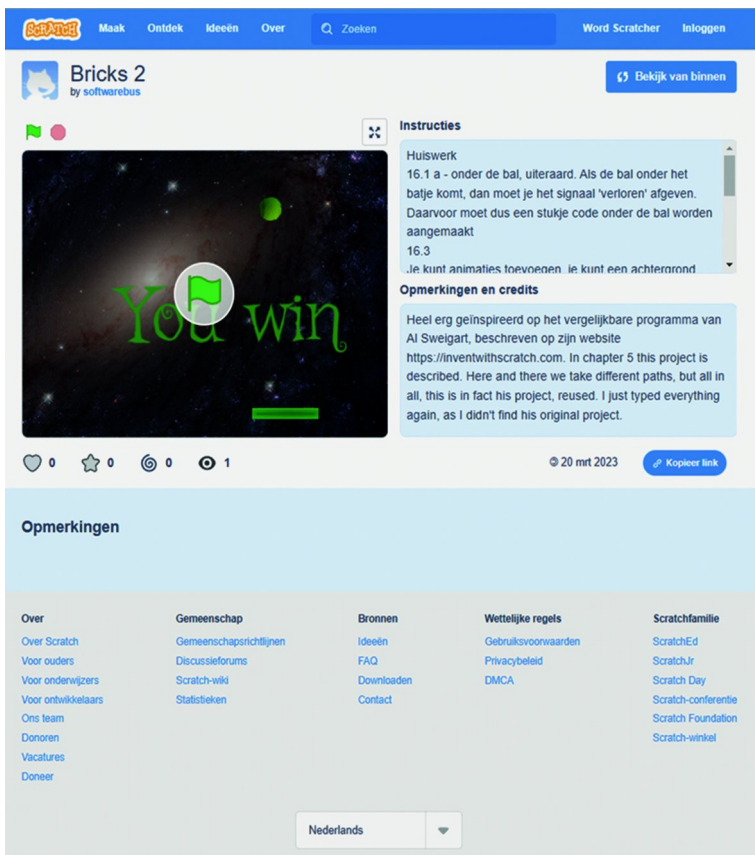 SCRATCH Maak Ontdek Ideeën Over Zoeken Word Scratcher Inloggen
Bricks 2
by softwarebus
Bekijk van binnen
You win
Instructies
Huiswerk
16.1 a - onder de bal, uiteraard. Als de bal onder het
batje komt, dan moet je het signaal 'verloren' afgeven.
Daarvoor moet dus een stukje code onder de bal worden
aangemaakt
16.3
Je kunt animaties toevoegen, je kunt een achtergrond
Opmerkingen en credits
Heel erg geïnspireerd op het vergelijkbare programma van
Al Sweigart, beschreven op zijn website
https://inventwithscratch.com. In chapter 5 this project is
described. Here and there we take different paths, but all in
all, this is in fact his project, reused. I just typed everything
again, as I didn't find his original project.
0 0 0 1
20 mrt 2023
Kopieer link
Opmerkingen
Over
Over Scratch
Voor ouders
Voor onderwijzers
Voor ontwikkelaars
Ons team
Donoren
Vacatures
Doneer
Gemeenschap
Gemeenschapsrichtlijnen
Discussieforums
Scratch-wiki
Statistieken
Bronnen
Ideeën
FAQ
Downloaden
Contact
Wettelijke regels
Gebruiksvoorwaarden
Privacybeleid
DMCA
Scratchfamilie
ScratchEd
ScratchJr
Scratch Day
Scratch-conferentie
Scratch Foundation
Scratch-winkel
Nederlands